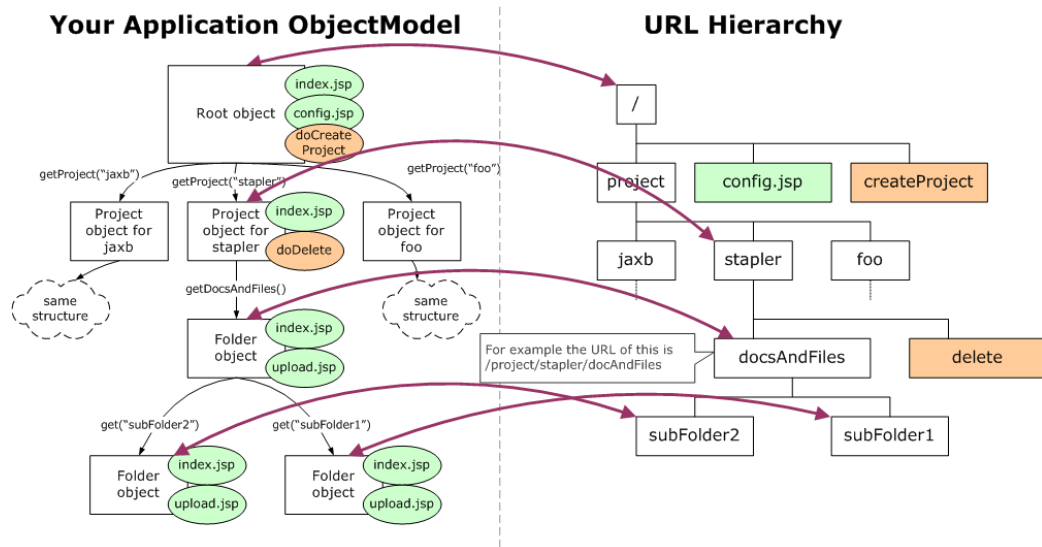 Your Application ObjectModel
URL Hierarchy
Root object
index.jsp
config.jsp
doCreate
Project
/
getProject("jaxb")
getProject("stapler")
getProject("foo")
project
config.jsp
createProject
Project
object for
jaxb
Project
object for
stapler
index.jsp
doDelete
Project
object for
foo
jaxb
stapler
foo
same
structure
getDocsAndFiles()
same
structure
Folder
object
index.jsp
upload.jsp
For example the URL of this is
/project/stapler/docAndFiles
docsAndFiles
delete
get("subFolder2")
get("subFolder1")
subFolder2
subFolder1
Folder
object
index.jsp
upload.jsp
Folder
object
index.jsp
upload.jsp